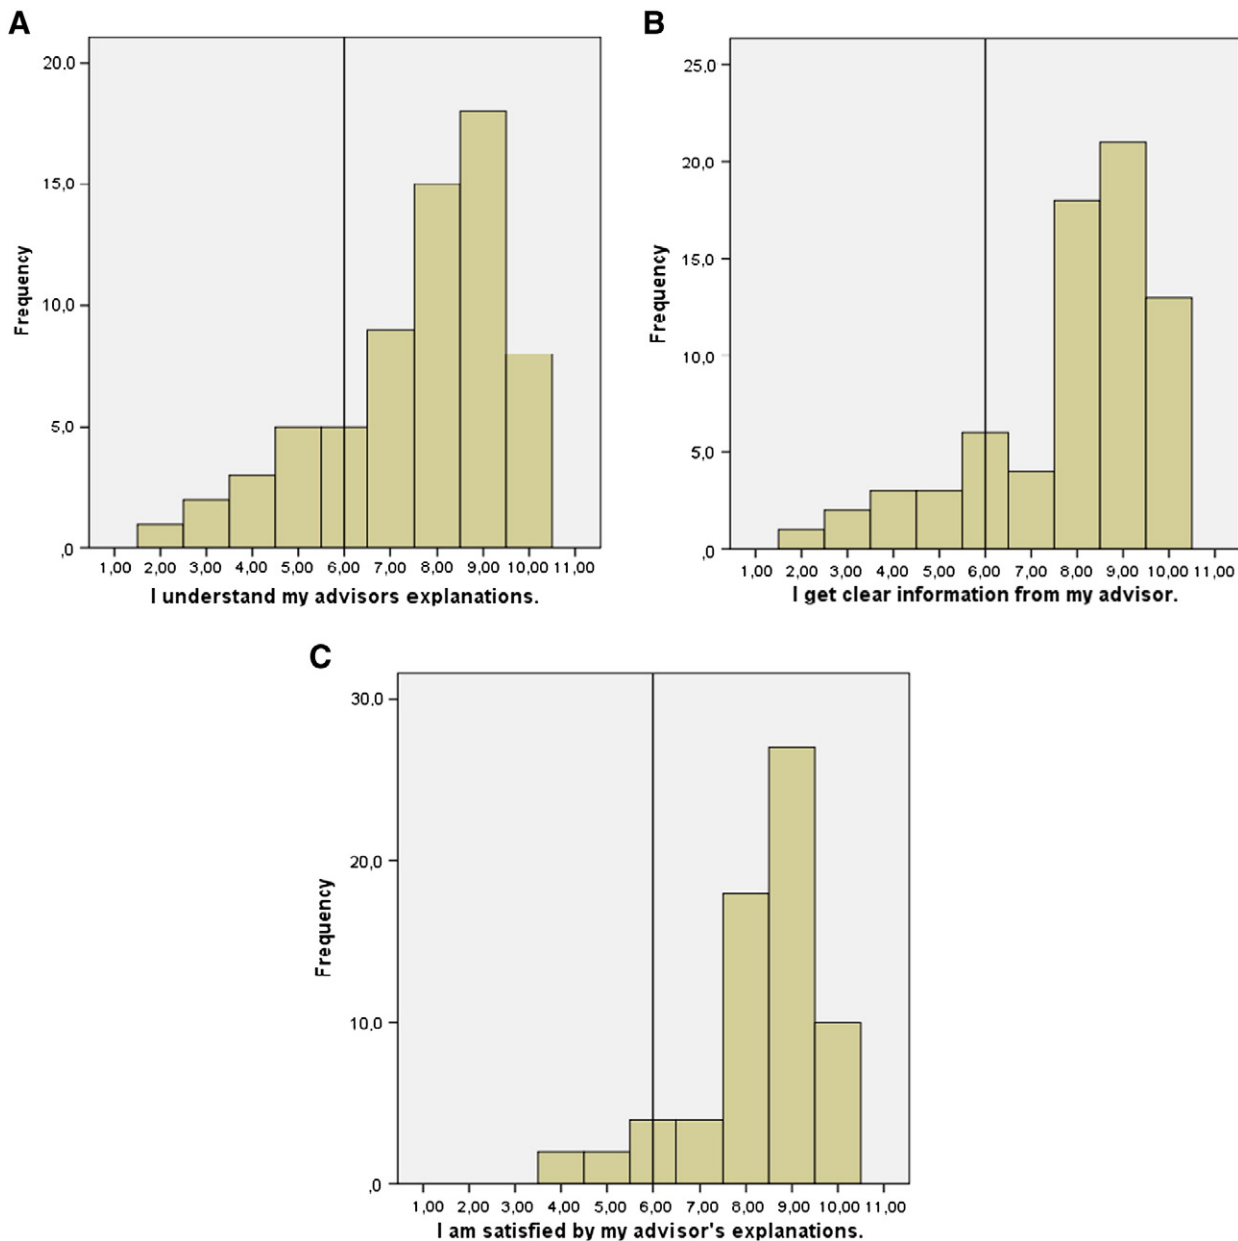 A
20.0
15,0
10,0
5,0
,0
Frequency
1,00 2,00 3,00 4,00 5,00 6,00 7,00 8,00 9,00 10,00 11,00
I understand my advisors explanations.
B
25,0
20,0
15,0
10,0
5,0
,0
Frequency
1,00 2,00 3,00 4,00 5,00 6,00 7,00 8,00 9,00 10,00 11,00
I get clear information from my advisor.
C
30,0
20,0
10,0
,0
Frequency
1,00 2,00 3,00 4,00 5,00 6,00 7,00 8,00 9,00 10,00 11,00
I am satisfied by my advisor's explanations.